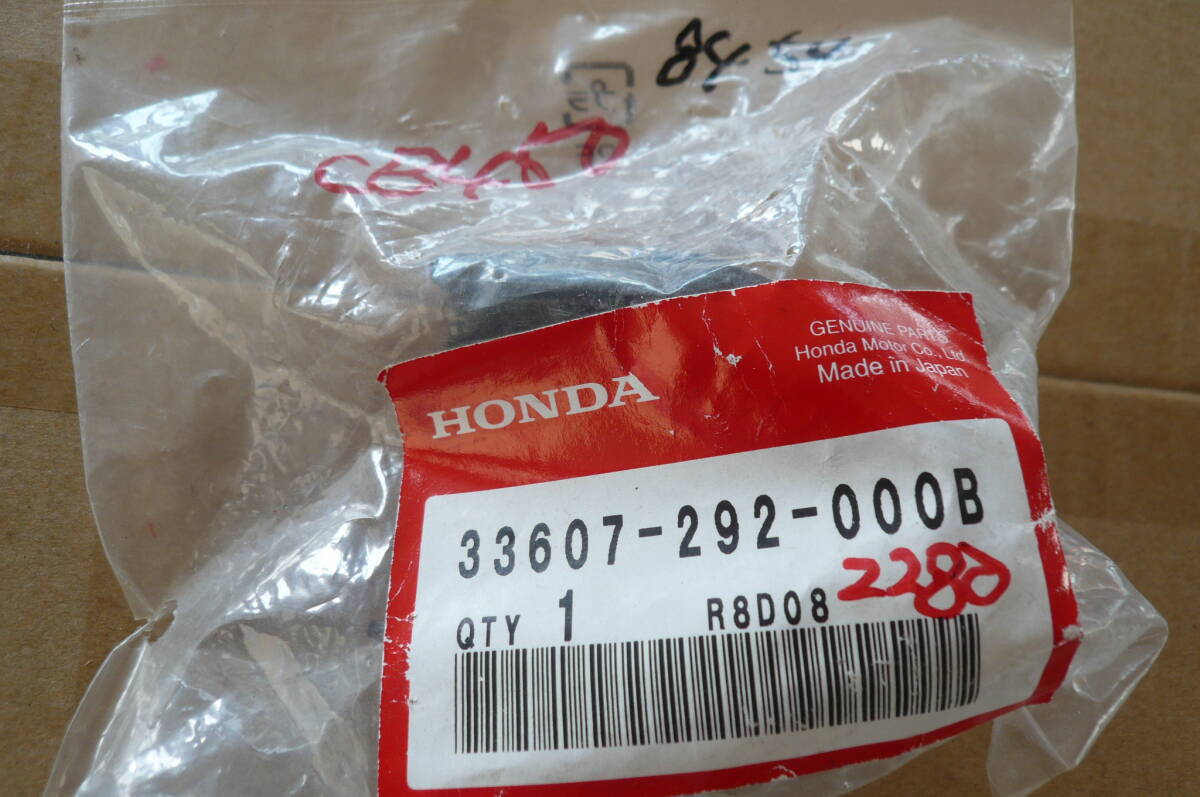 GENUINE PARTS
Honda Motor Co., Ltd.
Made in Japan
HONDA
33607-292-000B
2280
QTY 1 R8D08